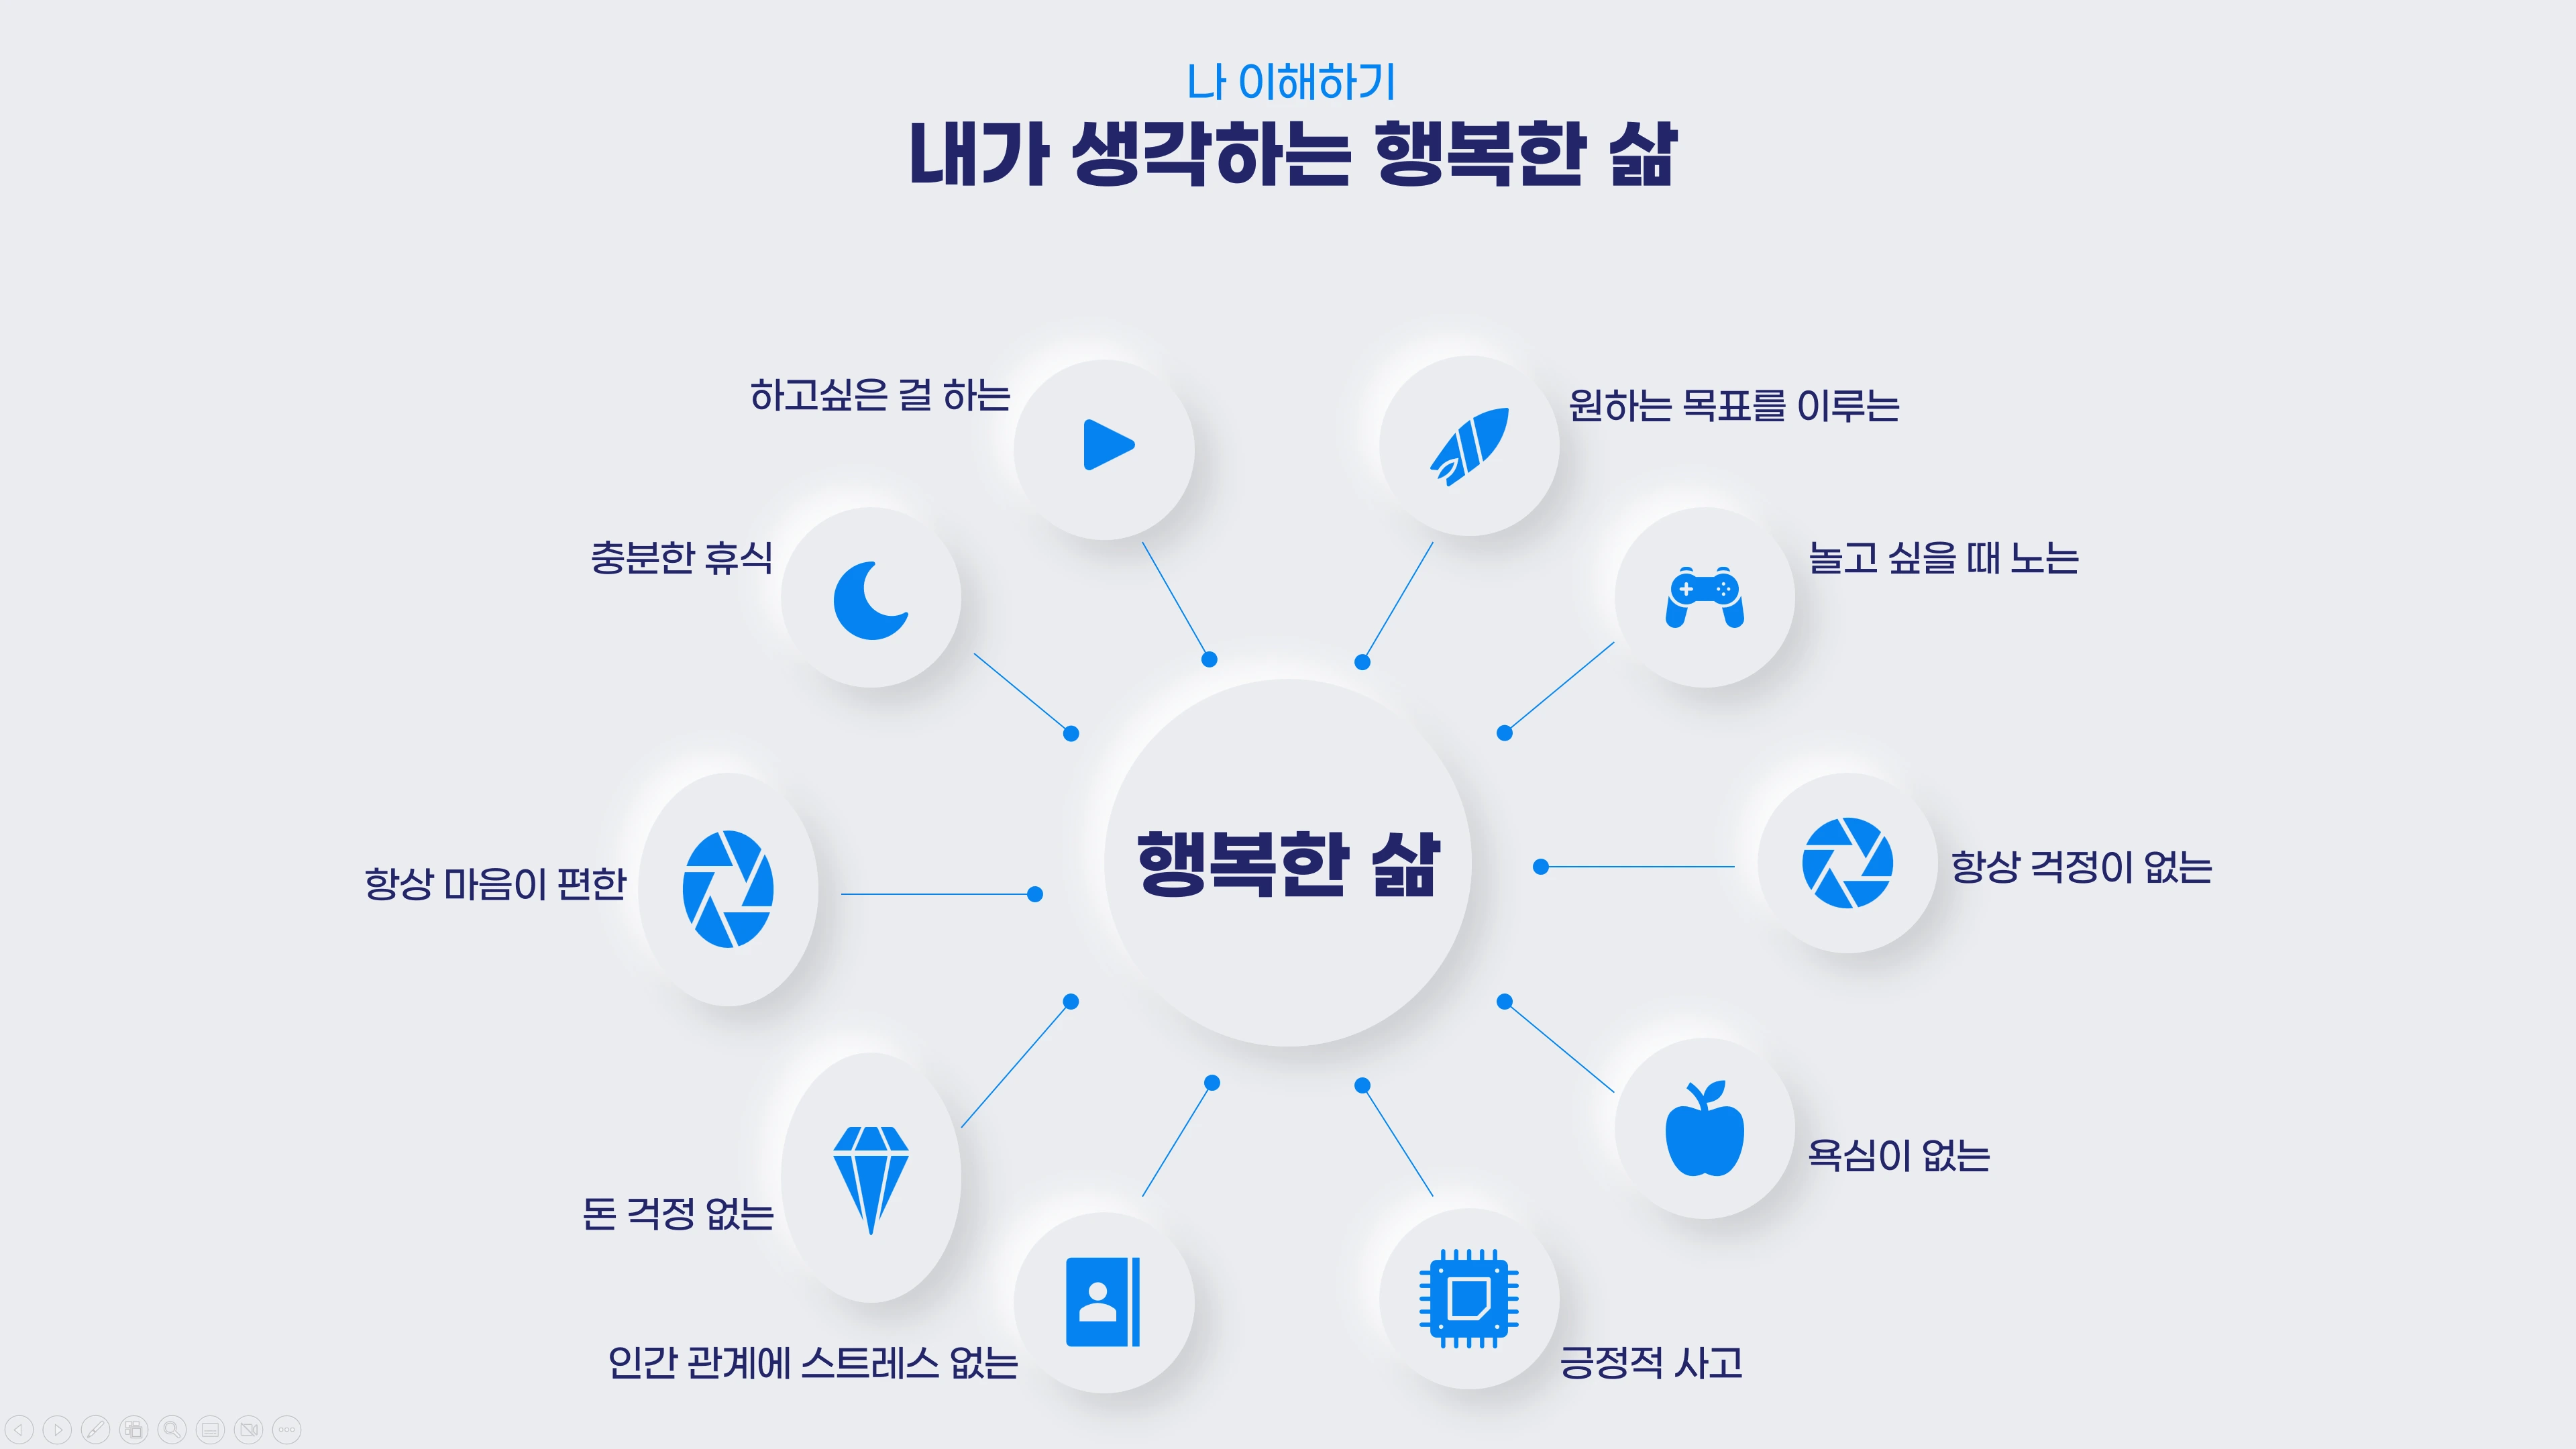 나 이해하기
내가 생각하는 행복한 삶
하고싶은 걸 하는
원하는 목표를 이루는
충분한 휴식
놀고 싶을 때 노는
행복한 삶
항상 마음이 편한
항상 걱정이 없는
돈 걱정 없는
욕심이 없는
인간 관계에 스트레스 없는
긍정적 사고